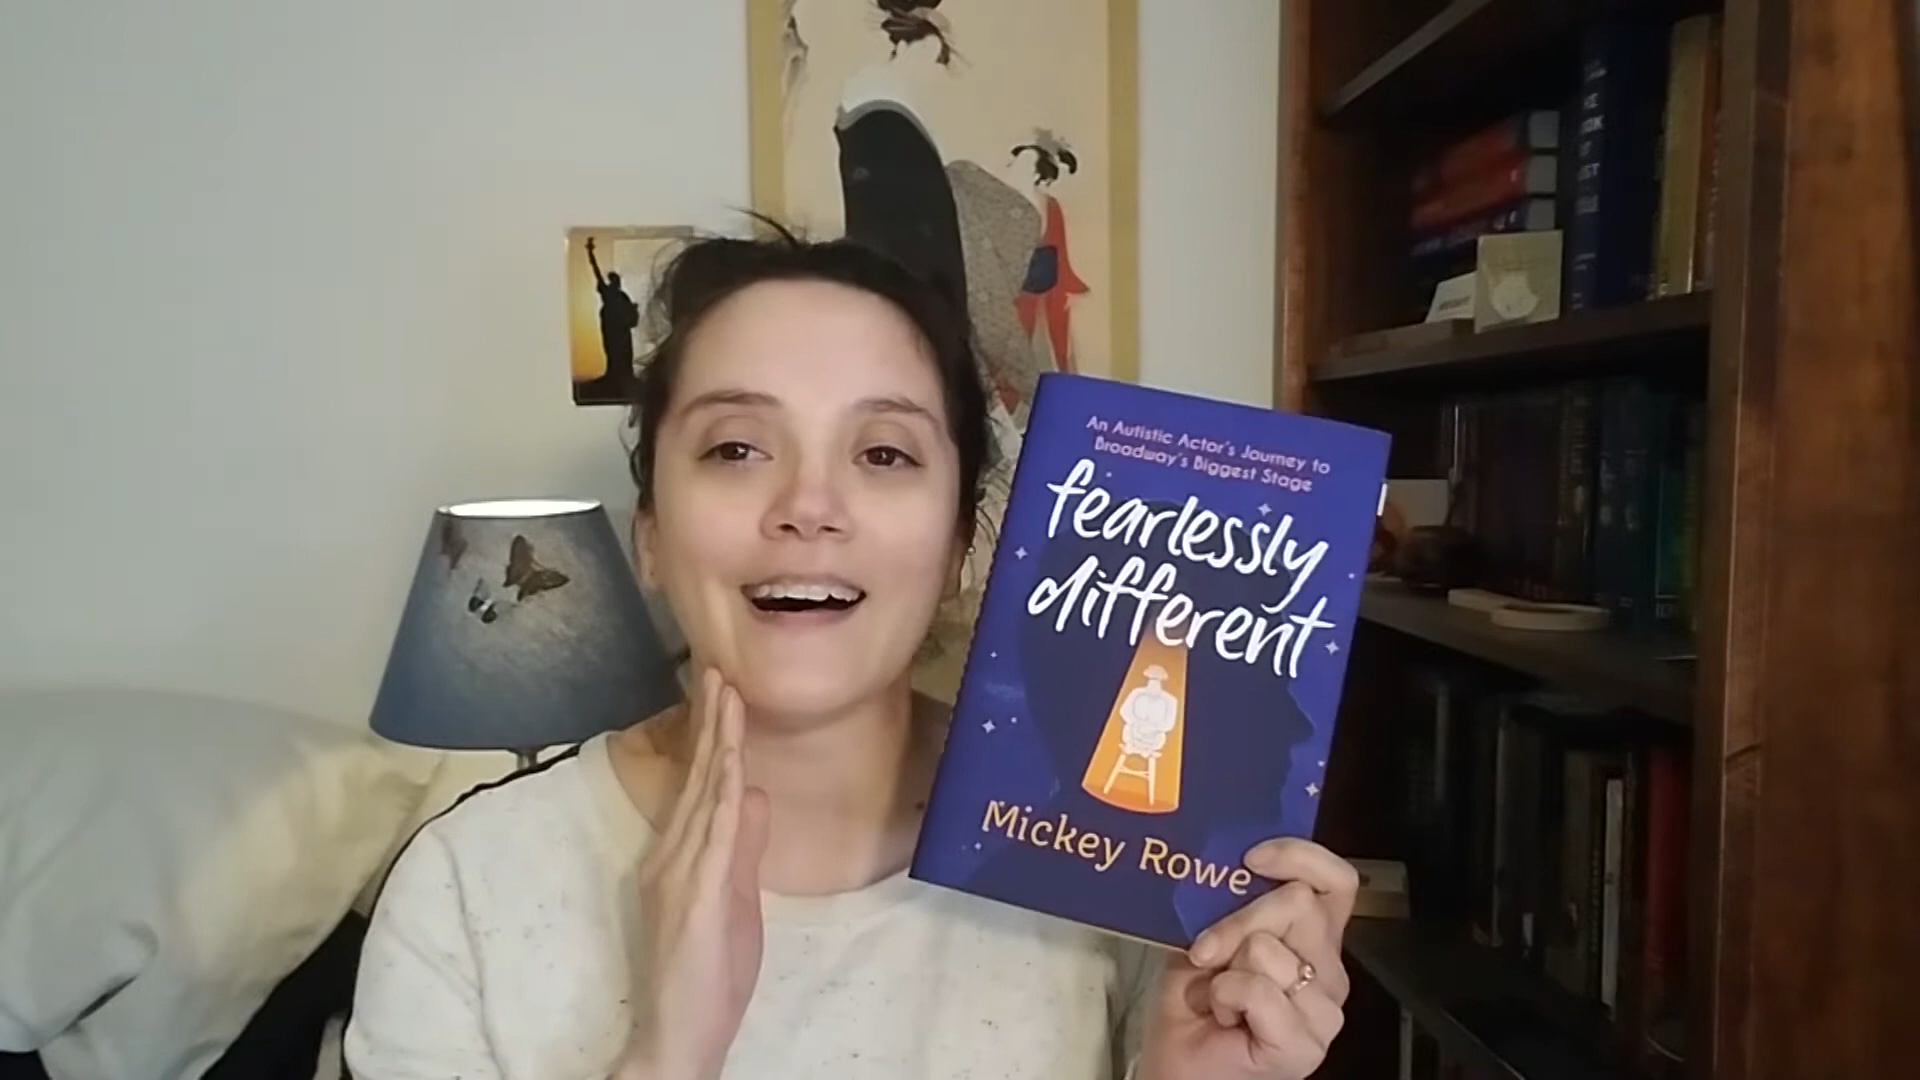 An Autistic Actor's Journey to
Broadway's Biggest Stage
fearlessly
different
Mickey Rowe